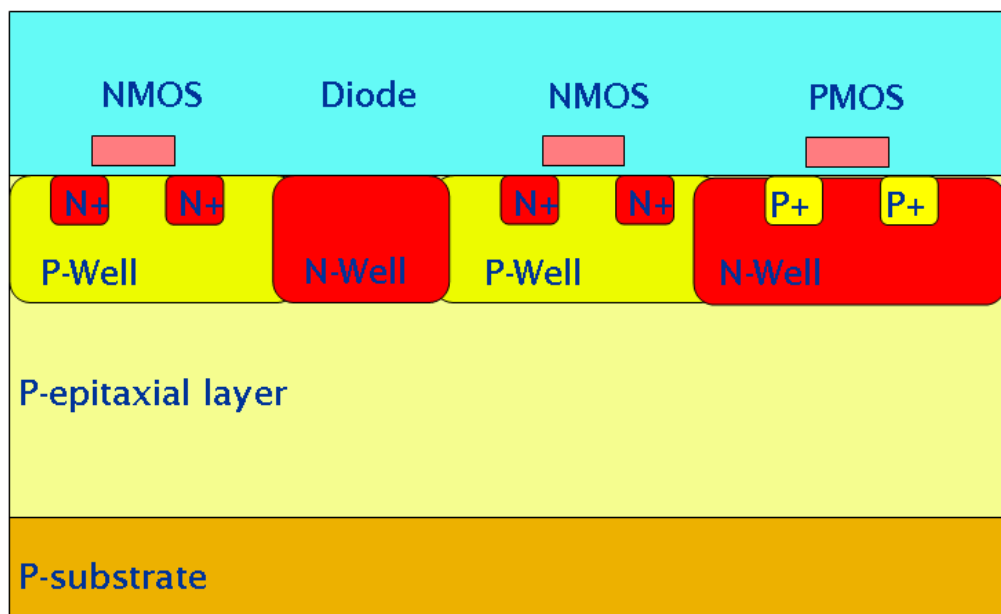 NMOS Diode NMOS PMOS
N+ N+ N+ N+ P+ P+
P-Well N-Well P-Well N-Well
P-epitaxial layer
P-substrate